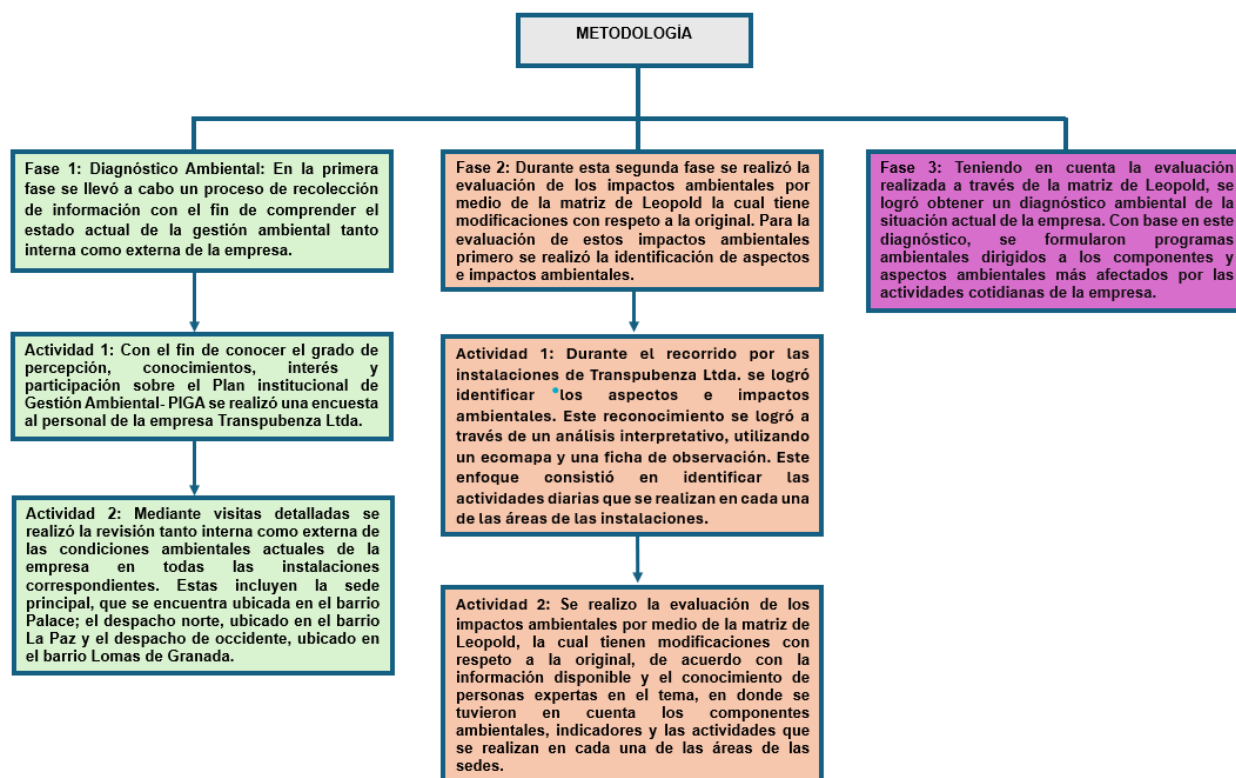 METODOLOGÍA
Fase 1: Diagnóstico Ambiental: En la primera
fase se llevó a cabo un proceso de recolección
de información con el fin de comprender el
estado actual de la gestión ambiental tanto
interna como externa de la empresa.
Actividad 1: Con el fin de conocer el grado de
percepción, conocimientos, interés y
participación sobre el Plan institucional de
Gestión Ambiental- PIGA se realizó una encuesta
al personal de la empresa Transpubenza Ltda.
Actividad 2: Mediante visitas detalladas se
realizó la revisión tanto interna como externa de
las condiciones ambientales actuales de la
empresa en todas las instalaciones
correspondientes. Estas incluyen la sede
principal, que se encuentra ubicada en el barrio
Palace; el despacho norte, ubicado en el barrio
La Paz y el despacho de occidente, ubicado en
el barrio Lomas de Granada.
Fase 2: Durante esta segunda fase se realizó la
evaluación de los impactos ambientales por
medio de la matriz de Leopold la cual tiene
modificaciones con respeto a la original. Para la
evaluación de estos impactos ambientales
primero se realizó la identificación de aspectos
e impactos ambientales.
Actividad 1: Durante el recorrido por las
instalaciones de Transpubenza Ltda. se logró
identificar los aspectos e impactos
ambientales. Este reconocimiento se logró a
través de un análisis interpretativo, utilizando
un ecomapa y una ficha de observación. Este
enfoque consistió en identificar las
actividades diarias que se realizan en cada una
de las áreas de las instalaciones.
Actividad 2: Se realizo la evaluación de los
impactos ambientales por medio de la matriz de
Leopold, la cual tienen modificaciones con
respeto a la original, de acuerdo con la
información disponible y el conocimiento de
personas expertas en el tema, en donde se
tuvieron en cuenta los componentes
ambientales, indicadores y las actividades que
se realizan en cada una de las áreas de las
sedes.
Fase 3: Teniendo en cuenta la evaluación
realizada a través de la matriz de Leopold, se
logró obtener un diagnóstico ambiental de la
situación actual de la empresa. Con base en este
diagnóstico, se formularon programas
ambientales dirigidos a los componentes y
aspectos ambientales más afectados por las
actividades cotidianas de la empresa.